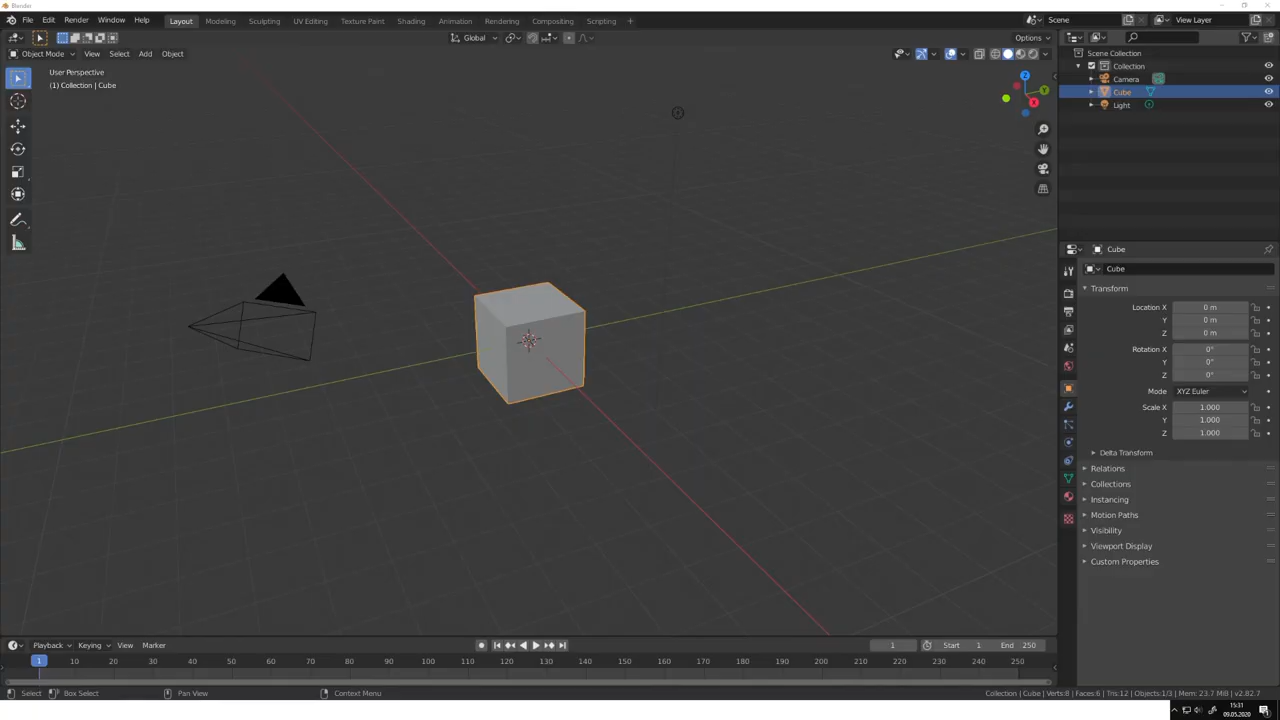 Blender
File Edit Render Window Help Layout Modeling Sculpting UV Editing Texture Paint Shading Animation Rendering Compositing Scripting + Scene View Layer
Global Options
Object Mode View Select Add Object
User Perspective
(1) Collection | Cube
Z
Y
X
Scene Collection
Collection
Camera
Cube
Light
Cube
Cube
Transform
Location X 0 m
Y 0 m
Z 0 m
Rotation X 0°
Y 0°
Z 0°
Mode XYZ Euler
Scale X 1.000
Y 1.000
Z 1.000
Delta Transform
Relations
Collections
Instancing
Motion Paths
Visibility
Viewport Display
Custom Properties
Playback Keying View Marker 1 Start 1 End 250
1 10 20 30 40 50 60 70 80 90 100 110 120 130 140 150 160 170 180 190 200 210 220 230 240 250
Select Box Select Pan View Context Menu Collection | Cube | Verts:8 | Faces:6 | Tris:12 | Objects:1/3 | Mem: 23.7 MiB | v2.82.7
15:31
09.05.2020